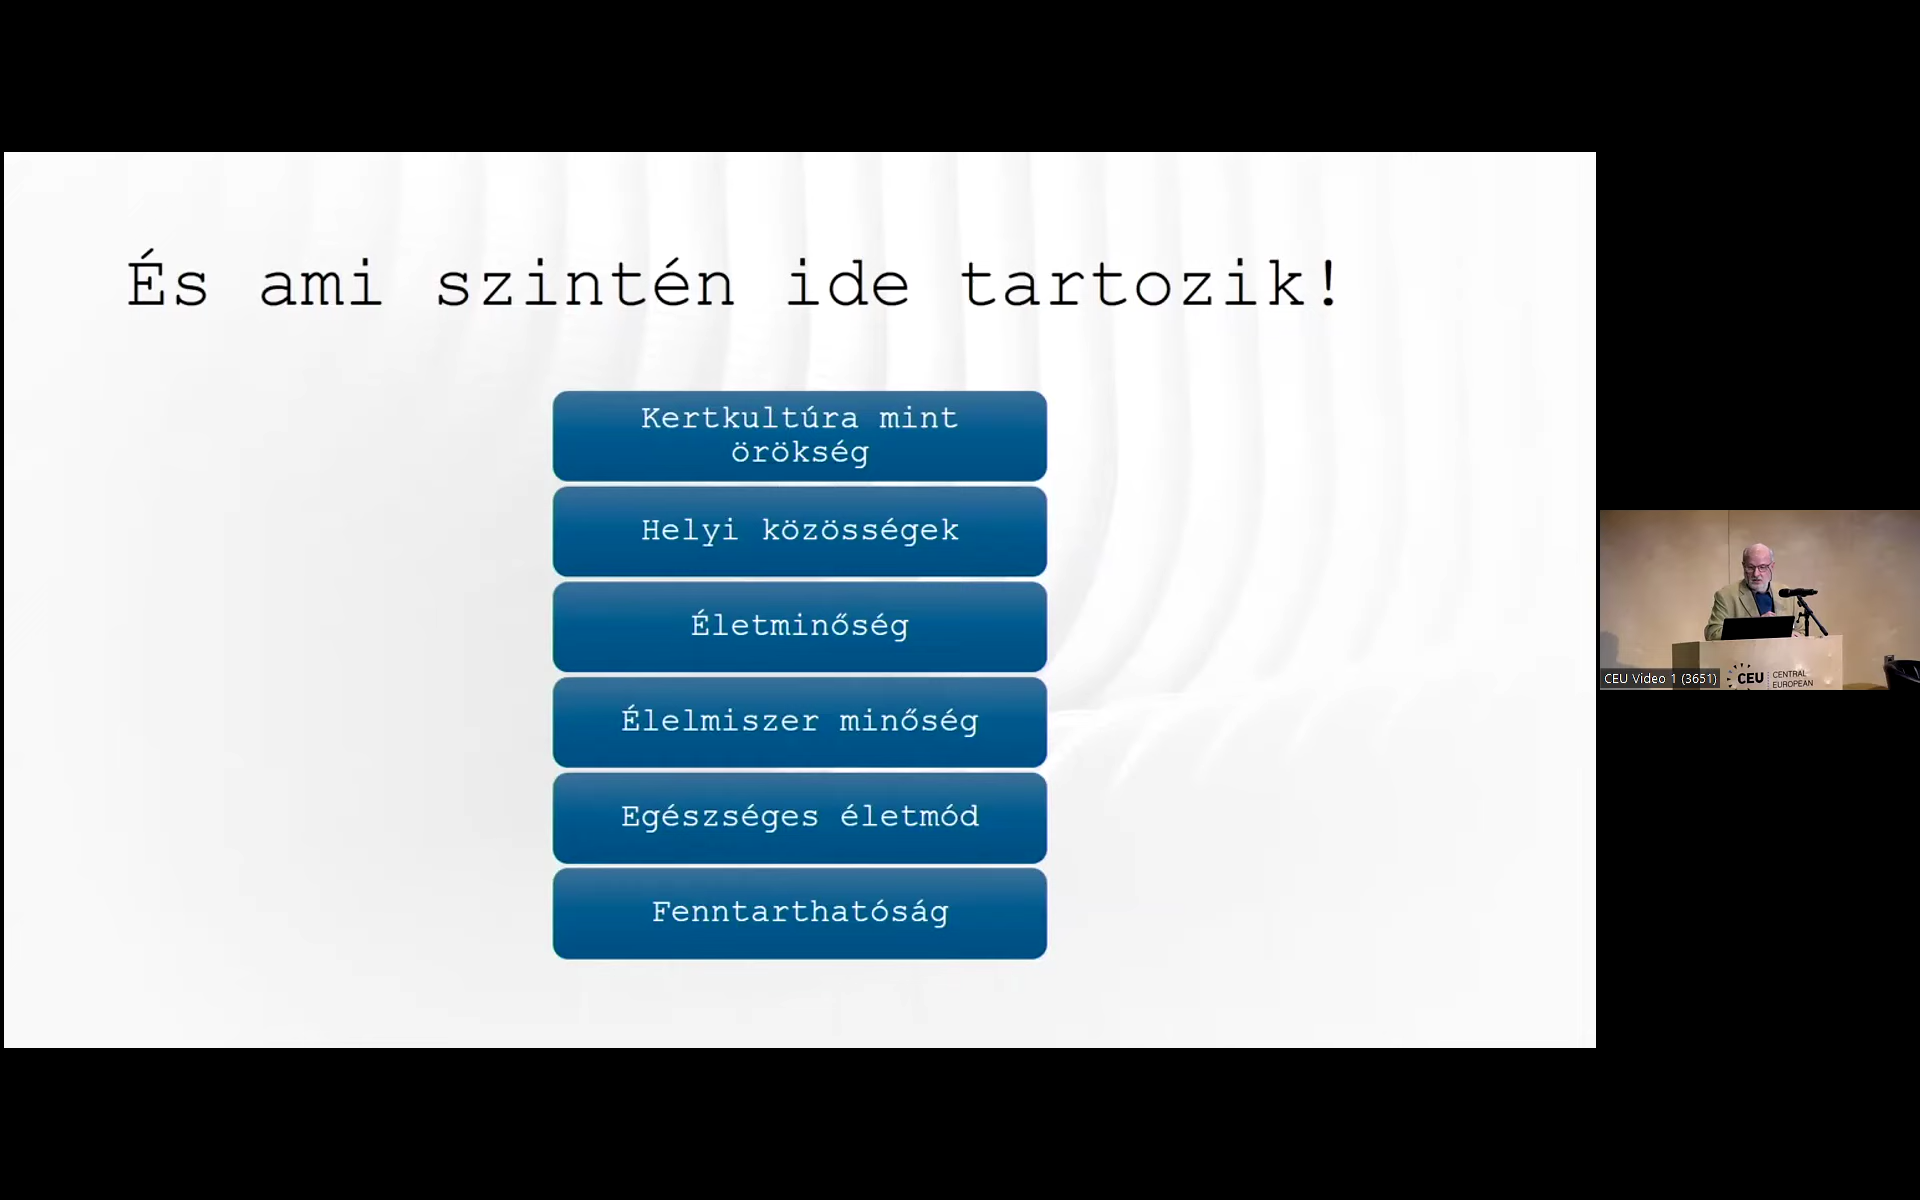 És ami szintén ide tartozik!
Kertkultúra mint
örökség
Helyi közösségek
Életminőség
Élelmiszer minőség
Egészséges életmód
Fenntarthatóság
CEU Video 1 (3651)
CEU
CENTRAL
EUROPEAN